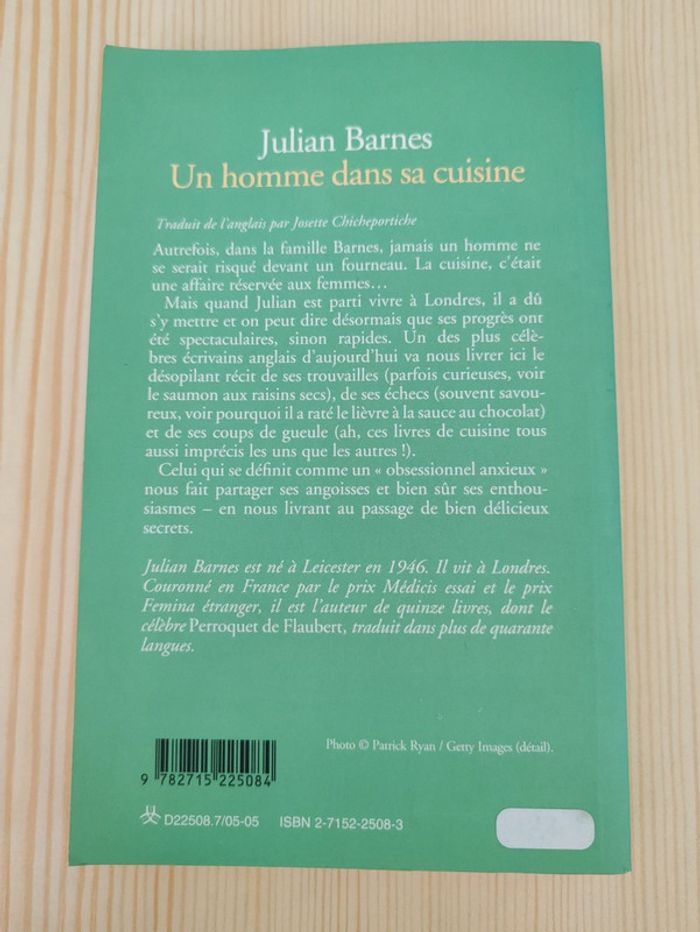 Julian Barnes
Un homme dans sa cuisine
Traduit de l'anglais par Josette Chicheportiche
Autrefois, dans la famille Barnes, jamais un homme ne
se serait risqué devant un fourneau. La cuisine, c'était
une affaire réservée aux femmes…
Mais quand Julian est parti vivre à Londres, il a dû
s'y mettre et on peut dire désormais que ses progrès ont
été spectaculaires, sinon rapides. Un des plus célè-
bres écrivains anglais d'aujourd'hui va nous livrer ici le
désopilant récit de ses trouvailles (parfois curieuses, voir
le saumon aux raisins secs), de ses échecs (souvent savou-
reux, voir pourquoi il a raté le lièvre à la sauce au chocolat)
et de ses coups de gueule (ah, ces livres de cuisine tous
aussi imprécis les uns que les autres !).
Celui qui se définit comme un « obsessionnel anxieux »
nous fait partager ses angoisses et bien sûr ses enthou-
siasmes – en nous livrant au passage de bien délicieux
secrets.
Julian Barnes est né à Leicester en 1946. Il vit à Londres.
Couronné en France par le prix Médicis essai et le prix
Femina étranger, il est l'auteur de quinze livres, dont le
célèbre Perroquet de Flaubert, traduit dans plus de quarante
langues.
Photo © Patrick Ryan / Getty Images (détail).
9 782715 225084
D22508.7/05-05 ISBN 2-7152-2508-3